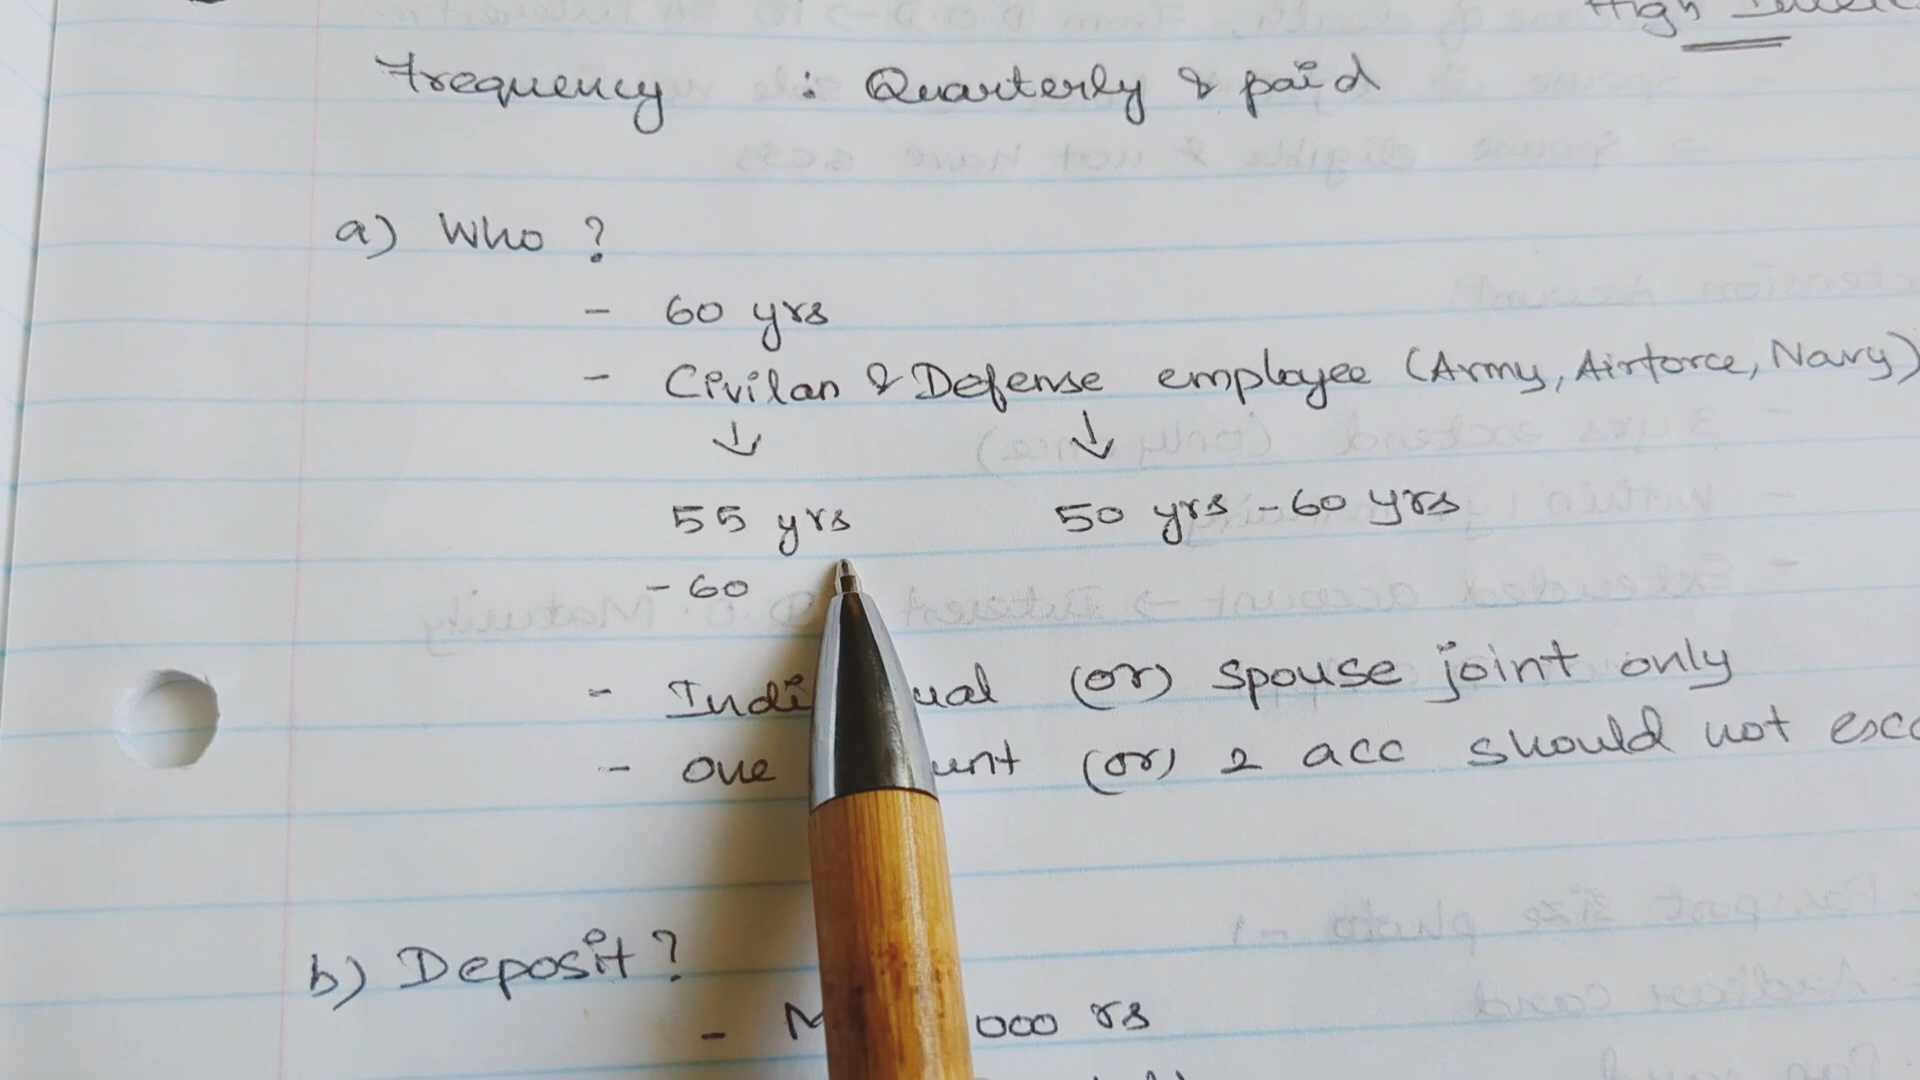 High
Frequency : Quarterly & paid
a) Who ?
- 60 yrs
- Civilan & Defense employee (Army, Airforce, Navy)
↓ ↓
55 yrs 50 yrs - 60 yrs
- 60
- Indi ual (or) spouse joint only
- one unt (or) 2 acc should not
b) Deposit ?
- 000 rs